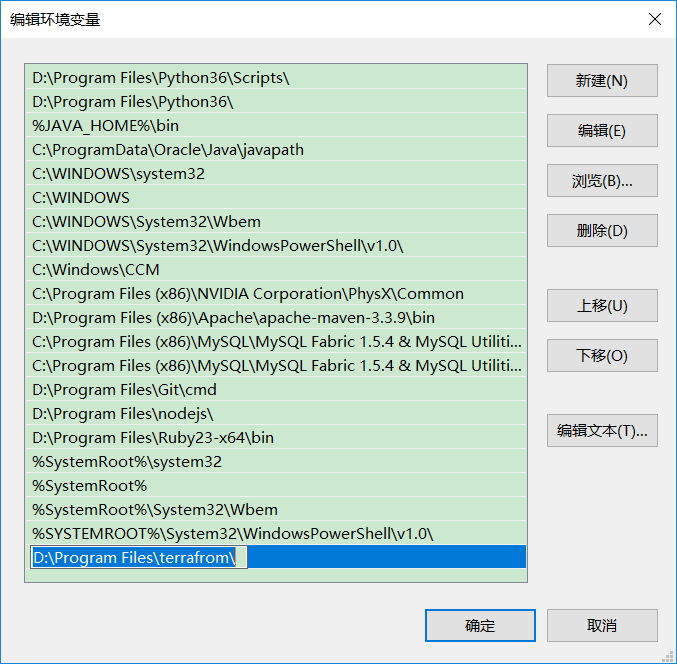 编辑环境变量
D:\Program Files\Python36\Scripts\
D:\Program Files\Python36\
%JAVA_HOME%\bin
C:\ProgramData\Oracle\Java\javapath
C:\WINDOWS\system32
C:\WINDOWS
C:\WINDOWS\System32\Wbem
C:\WINDOWS\System32\WindowsPowerShell\v1.0\
C:\Windows\CCM
C:\Program Files (x86)\NVIDIA Corporation\PhysX\Common
D:\Program Files (x86)\Apache\apache-maven-3.3.9\bin
C:\Program Files (x86)\MySQL\MySQL Fabric 1.5.4 & MySQL Utiliti...
C:\Program Files (x86)\MySQL\MySQL Fabric 1.5.4 & MySQL Utiliti...
D:\Program Files\Git\cmd
D:\Program Files\nodejs\
D:\Program Files\Ruby23-x64\bin
%SystemRoot%\system32
%SystemRoot%
%SystemRoot%\System32\Wbem
%SYSTEMROOT%\System32\WindowsPowerShell\v1.0\
D:\Program Files\terrafrom\
新建(N)
编辑(E)
浏览(B)...
删除(D)
上移(U)
下移(O)
编辑文本(T)...
确定
取消